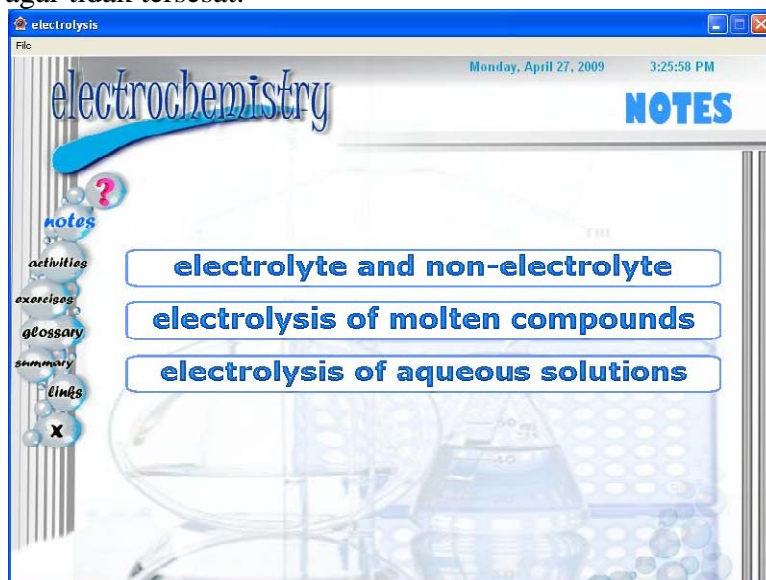 agar tidak tersesat.
electrolysis
File
Monday, April 27, 2009 3:25:58 PM
electrochemistry
NOTES
?
notes
activities
exercises
glossary
summary
links
x
electrolyte and non-electrolyte
electrolysis of molten compounds
electrolysis of aqueous solutions